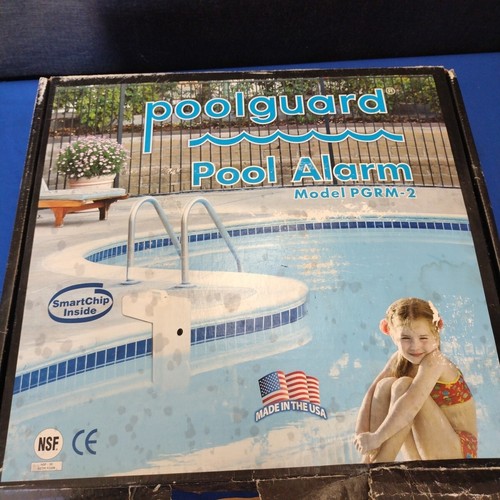 poolguard®
Pool Alarm
Model PGRM-2
SmartChip
Inside
MADE IN THE USA
NSF.
CE